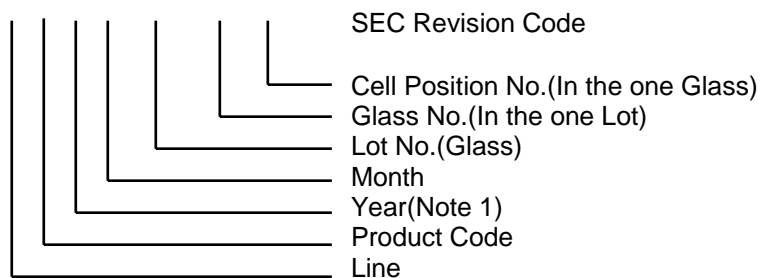 SEC Revision Code
Cell Position No.(In the one Glass)
Glass No.(In the one Lot)
Lot No.(Glass)
Month
Year(Note 1)
Product Code
Line